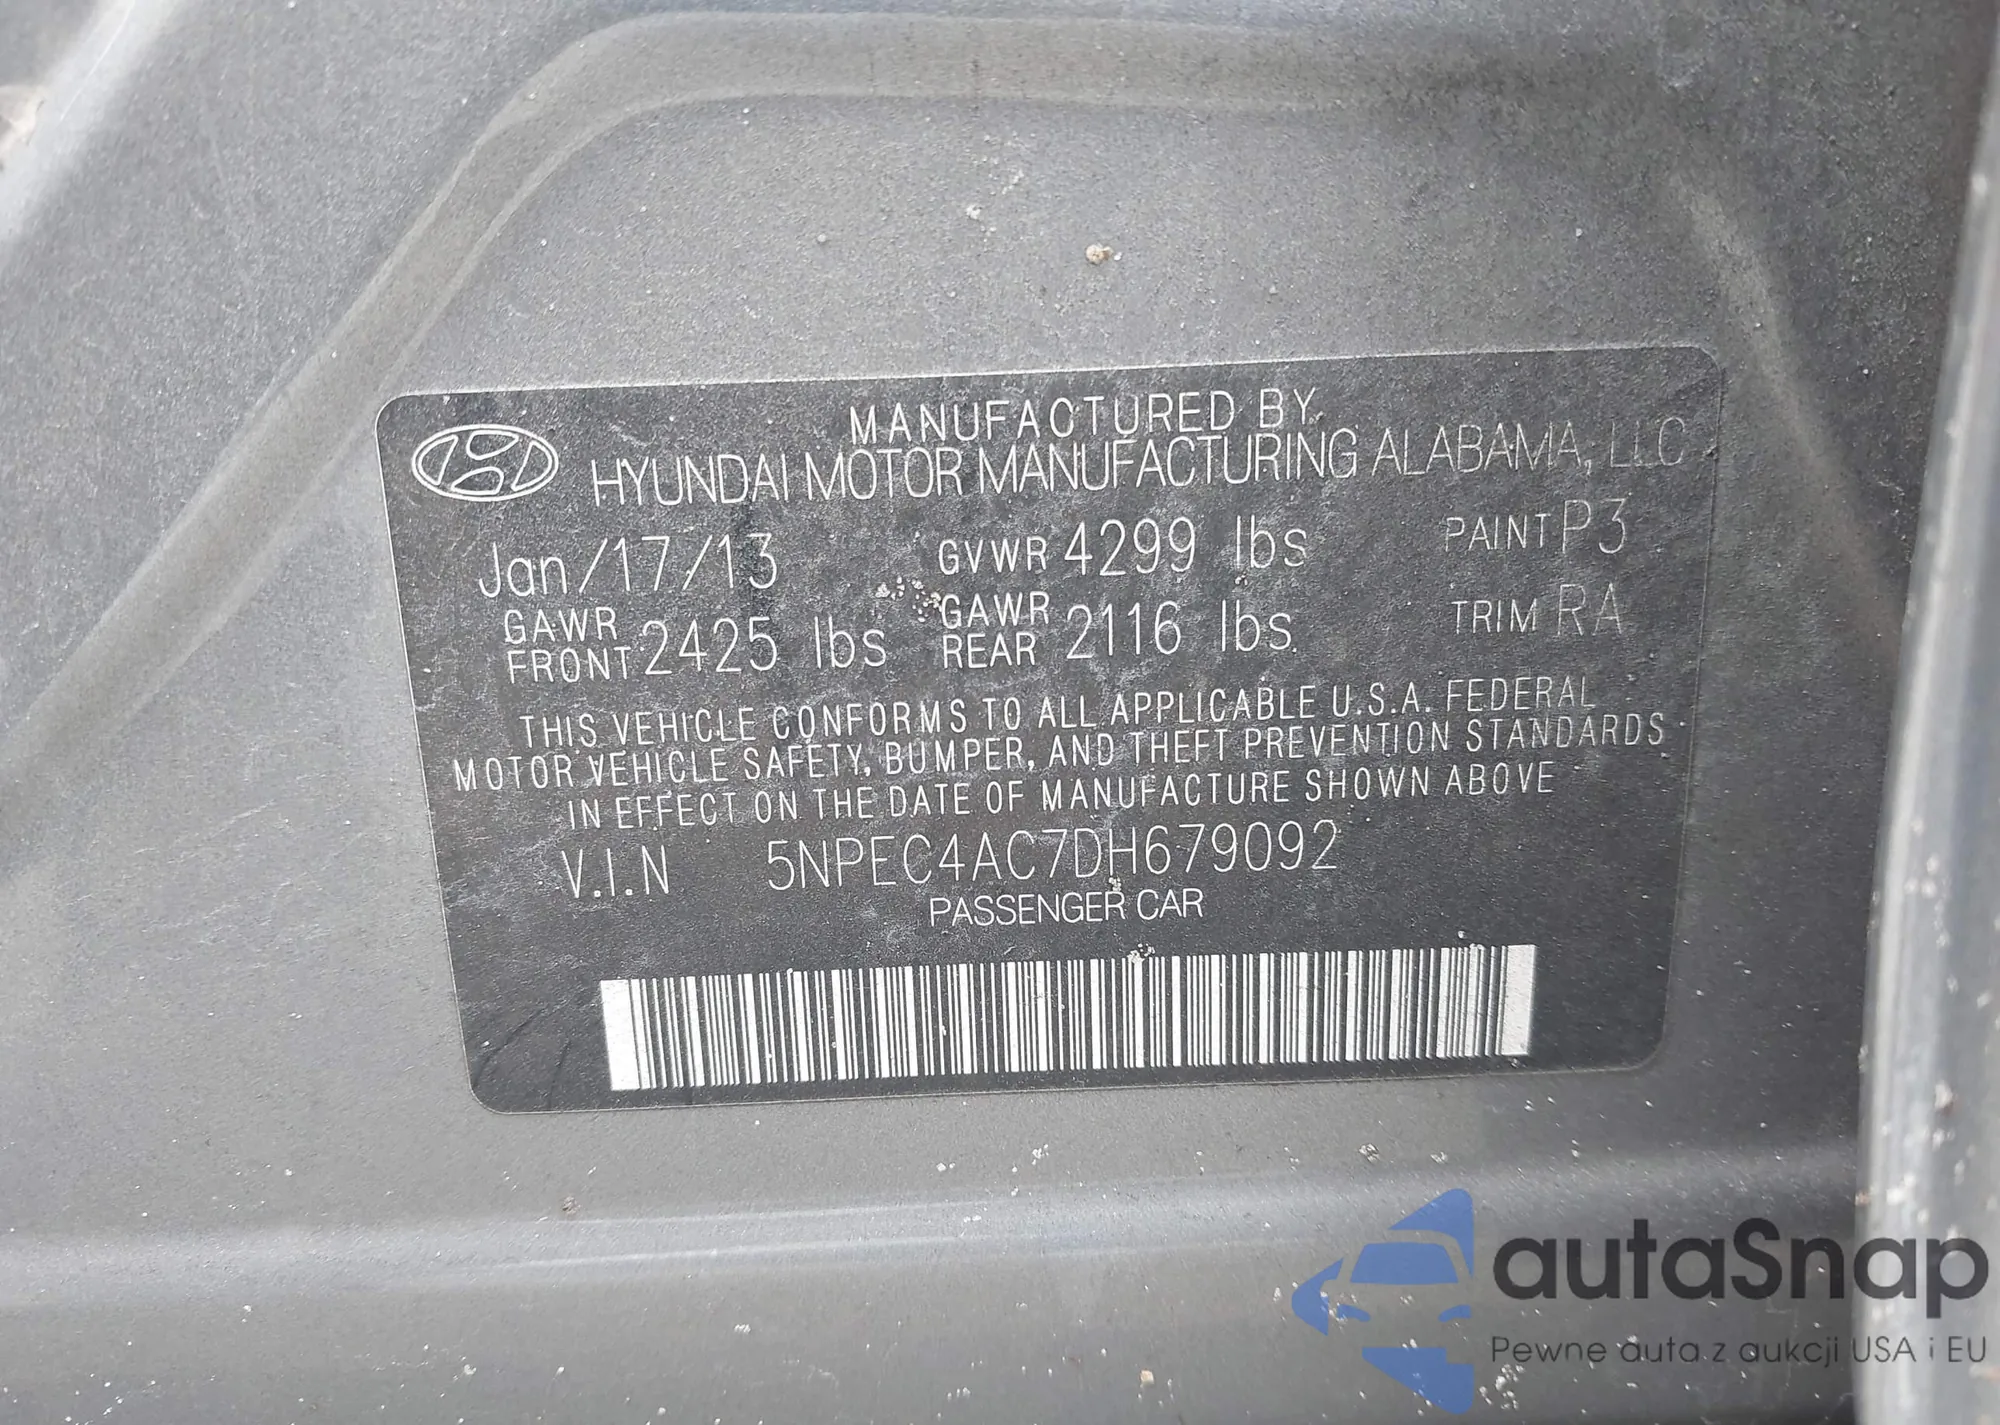 MANUFACTURED BY
HYUNDAI MOTOR MANUFACTURING ALABAMA, LLC
Jan/17/13 GVWR 4299 lbs PAINT P3
GAWR FRONT 2425 lbs GAWR REAR 2116 lbs TRIM RA
THIS VEHICLE CONFORMS TO ALL APPLICABLE U.S.A. FEDERAL
MOTOR VEHICLE SAFETY, BUMPER, AND THEFT PREVENTION STANDARDS
IN EFFECT ON THE DATE OF MANUFACTURE SHOWN ABOVE
V.I.N 5NPEC4AC7DH679092
PASSENGER CAR
autaSnap
Pewne auta z aukcji USA i EU